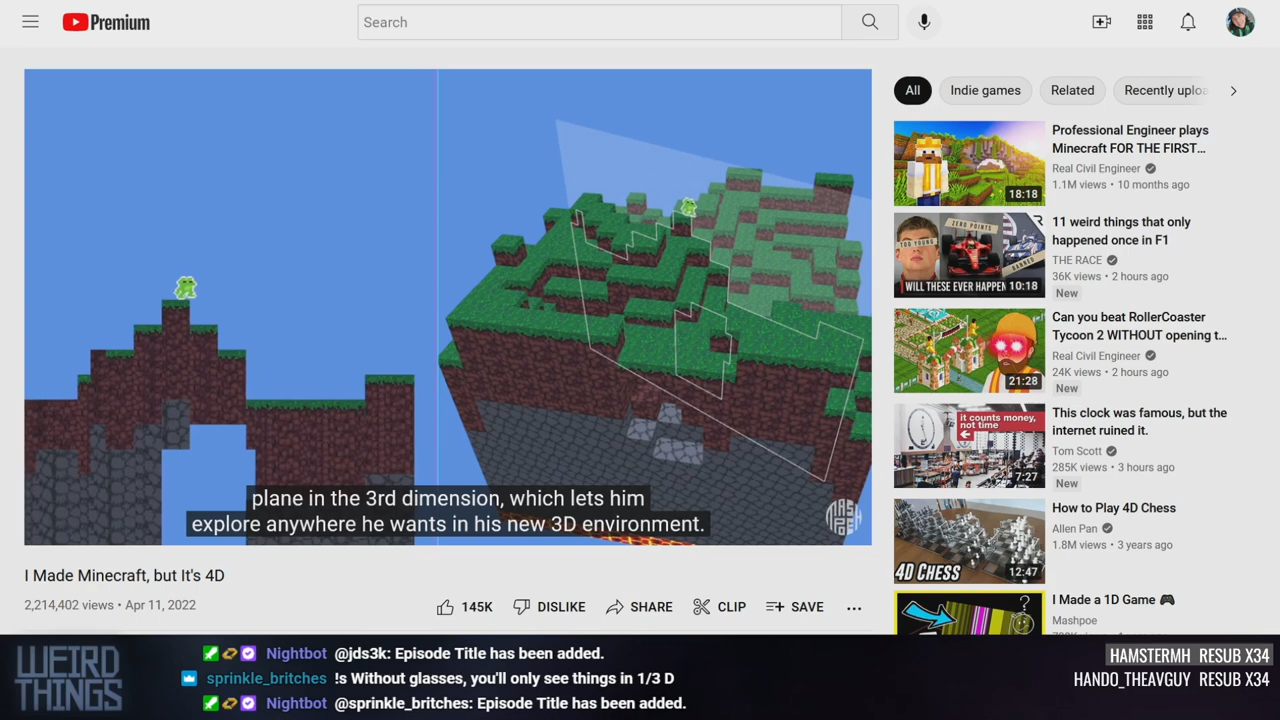 Premium
Search
All
Indie games
Related
Recently uplo
plane in the 3rd dimension, which lets him
explore anywhere he wants in his new 3D environment.
MASHPOE
I Made Minecraft, but It's 4D
2,214,402 views • Apr 11, 2022
145K
DISLIKE
SHARE
CLIP
SAVE
18:18
Professional Engineer plays
Minecraft FOR THE FIRST...
Real Civil Engineer
1.1M views • 10 months ago
TOO YOUNG
ZERO POINTS
BANNED
WILL THESE EVER HAPPEN
10:18
11 weird things that only
happened once in F1
THE RACE
36K views • 2 hours ago
New
21:28
Can you beat RollerCoaster
Tycoon 2 WITHOUT opening t...
Real Civil Engineer
24K views • 2 hours ago
New
it counts money,
not time
7:27
This clock was famous, but the
internet ruined it.
Tom Scott
285K views • 3 hours ago
New
4D CHESS
12:47
How to Play 4D Chess
Allen Pan
1.8M views • 3 years ago
I Made a 1D Game 🎮
Mashpoe
WEIRD
THINGS
Nightbot @jds3k: Episode Title has been added.
sprinkle_britches !s Without glasses, you'll only see things in 1/3 D
Nightbot @sprinkle_britches: Episode Title has been added.
HAMSTERMH RESUB X34
HANDO_THEAVGUY RESUB X34